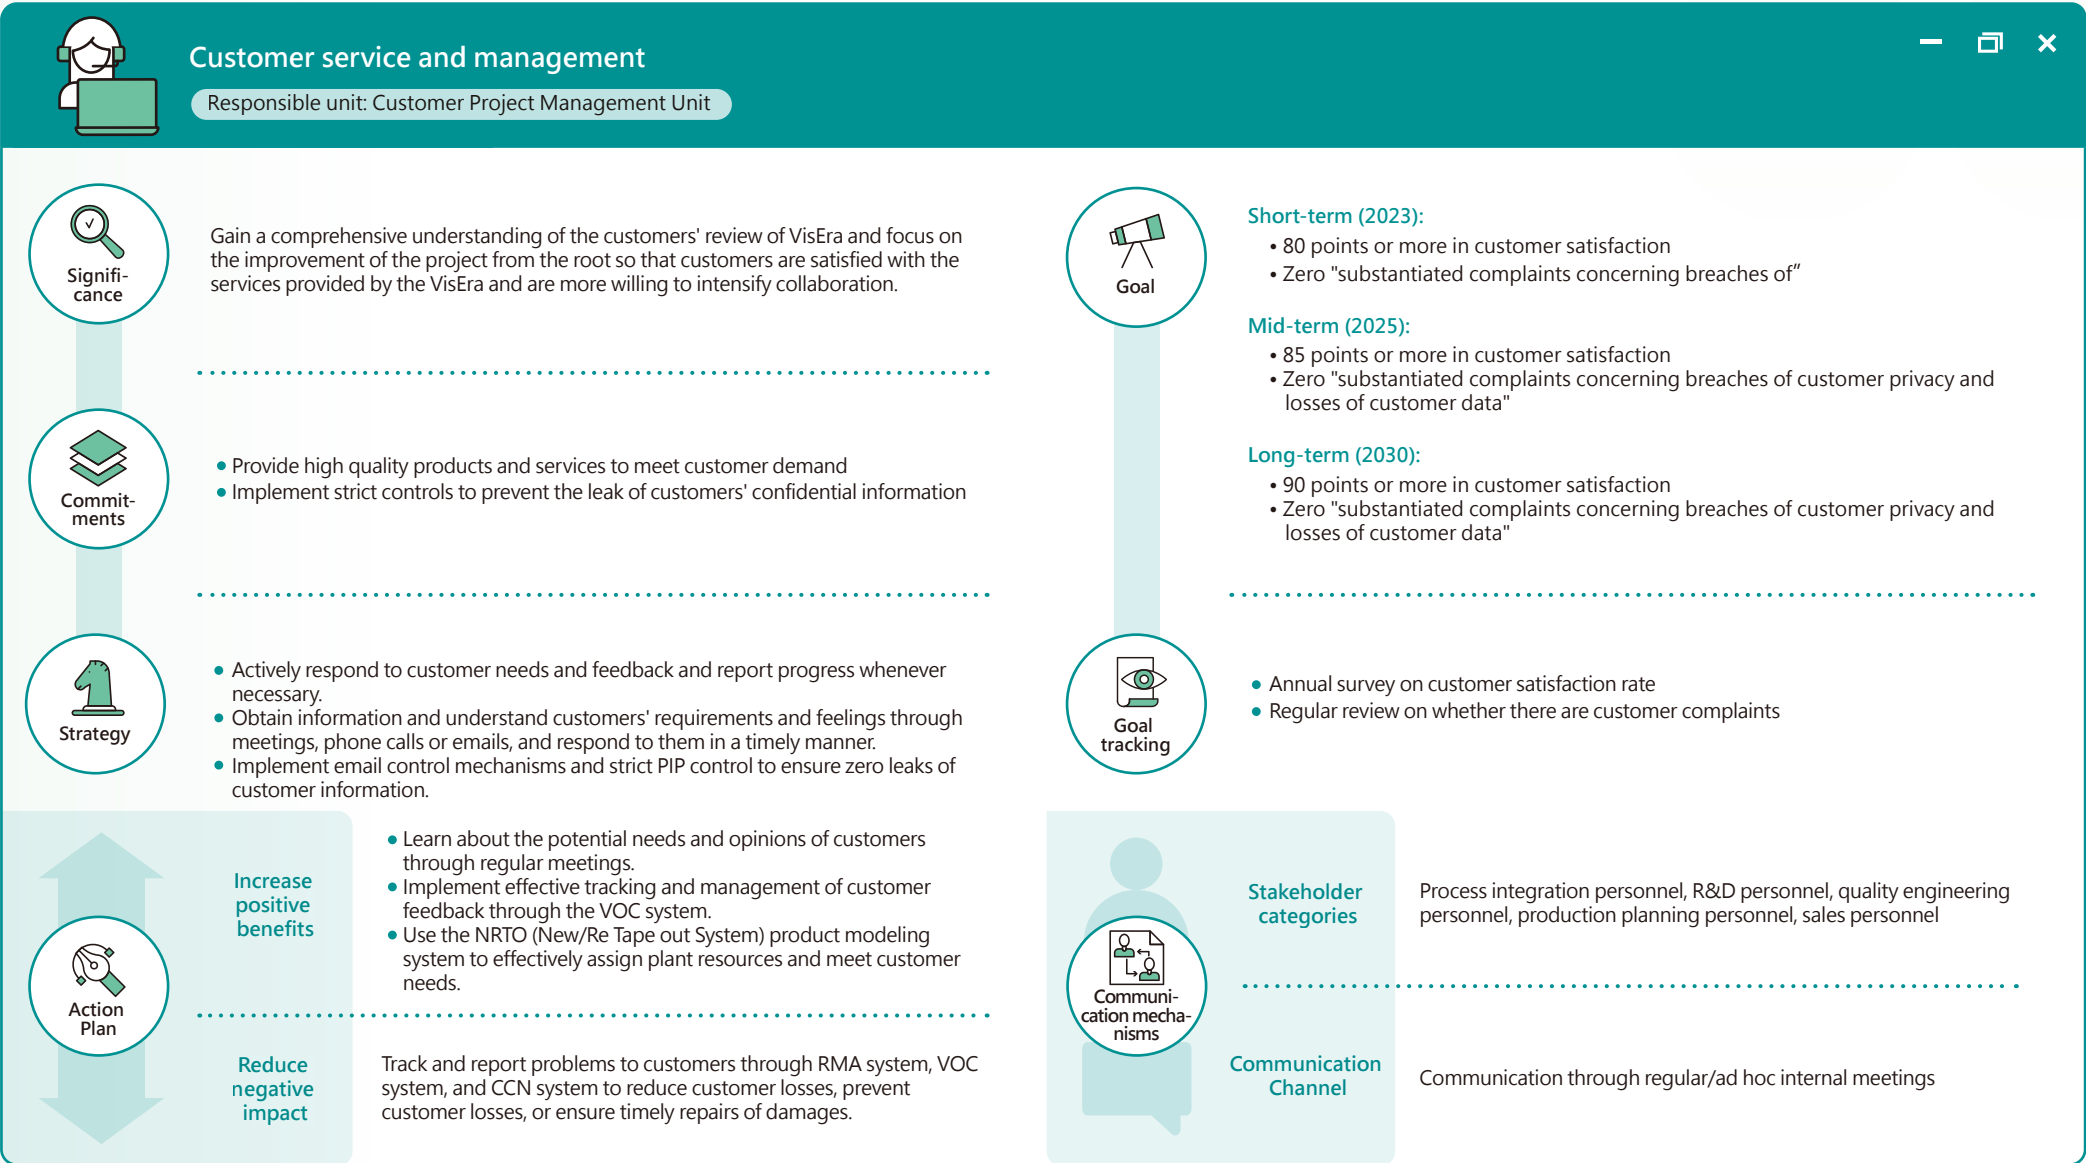 Customer service and management
Responsible unit: Customer Project Management Unit
Signifi-
cance
Gain a comprehensive understanding of the customers' review of VisEra and focus on
the improvement of the project from the root so that customers are satisfied with the
services provided by the VisEra and are more willing to intensify collaboration.
Commit-
ments
• Provide high quality products and services to meet customer demand
• Implement strict controls to prevent the leak of customers' confidential information
Strategy
• Actively respond to customer needs and feedback and report progress whenever
necessary.
• Obtain information and understand customers' requirements and feelings through
meetings, phone calls or emails, and respond to them in a timely manner.
• Implement email control mechanisms and strict PIP control to ensure zero leaks of
customer information.
Action
Plan
Increase
positive
benefits
• Learn about the potential needs and opinions of customers
through regular meetings.
• Implement effective tracking and management of customer
feedback through the VOC system.
• Use the NRTO (New/Re Tape out System) product modeling
system to effectively assign plant resources and meet customer
needs.
Reduce
negative
impact
Track and report problems to customers through RMA system, VOC
system, and CCN system to reduce customer losses, prevent
customer losses, or ensure timely repairs of damages.
Goal
Short-term (2023):
• 80 points or more in customer satisfaction
• Zero "substantiated complaints concerning breaches of"
Mid-term (2025):
• 85 points or more in customer satisfaction
• Zero "substantiated complaints concerning breaches of customer privacy and
losses of customer data"
Long-term (2030):
• 90 points or more in customer satisfaction
• Zero "substantiated complaints concerning breaches of customer privacy and
losses of customer data"
Goal
tracking
• Annual survey on customer satisfaction rate
• Regular review on whether there are customer complaints
Communi-
cation mecha-
nisms
Stakeholder
categories
Process integration personnel, R&D personnel, quality engineering
personnel, production planning personnel, sales personnel
Communication
Channel
Communication through regular/ad hoc internal meetings